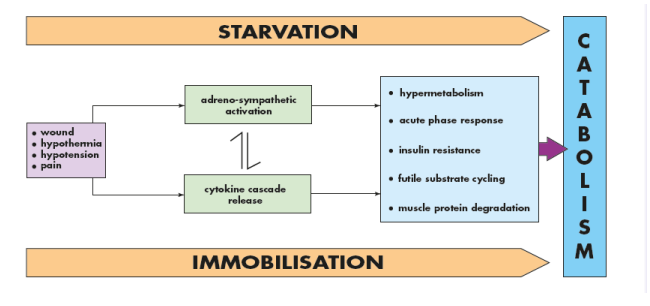 STARVATION
• wound
• hypothermia
• hypotension
• pain
adreno-sympathetic
activation
cytokine cascade
release
• hypermetabolism
• acute phase response
• insulin resistance
• futile substrate cycling
• muscle protein degradation
CATABOLISM
IMMOBILISATION